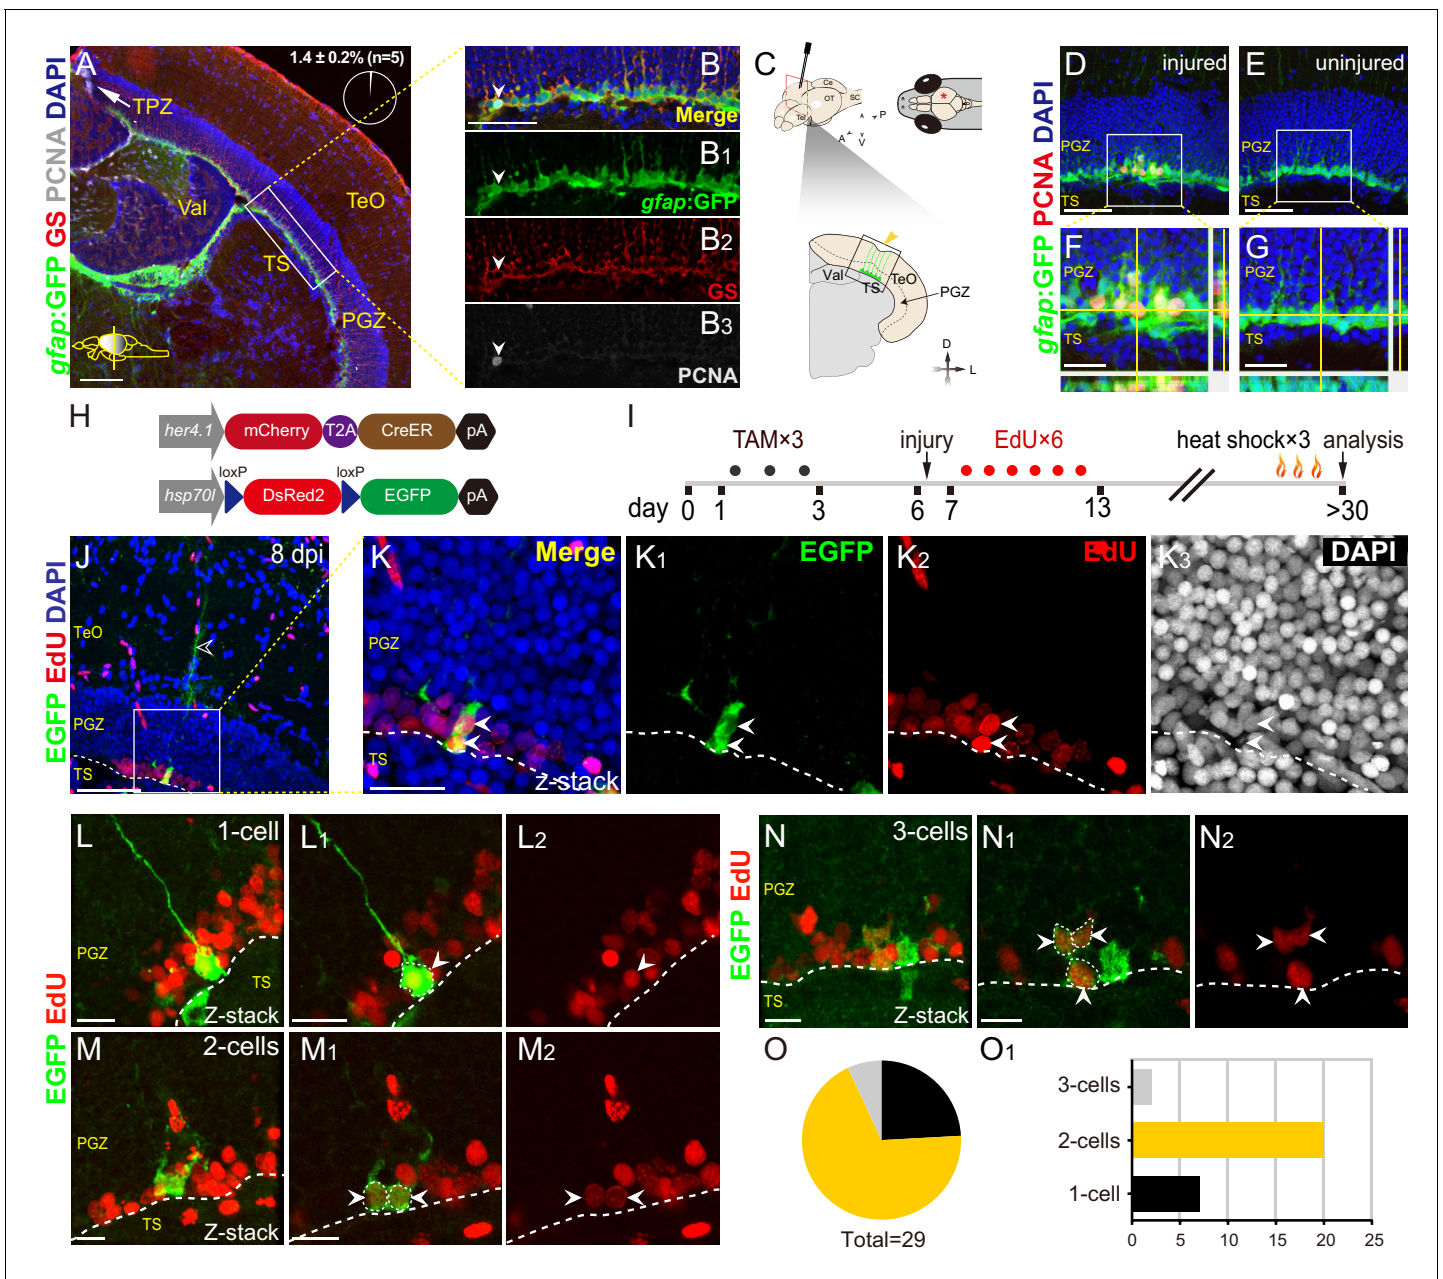 A
1.4 ± 0.2% (n=5)
TPZ
Val
TeO
TS
PGZ
gfap:GFP GS PCNA DAPI
B
Merge
B1
gfap:GFP
B2
GS
B3
PCNA
C
Ce
OT
SC
Tel
P
A
V
*
Val
TS
TeO
PGZ
D
L
D
injured
PGZ
TS
E
uninjured
PGZ
TS
F
PGZ
TS
G
PGZ
TS
gfap:GFP PCNA DAPI
H
her4.1
mCherry
T2A
CreER
pA
loxP
loxP
hsp70l
DsRed2
EGFP
pA
I
TAM×3
injury
EdU×6
heat shock×3
analysis
day
0
1
3
6
7
13
>30
EGFP EdU DAPI
J
8 dpi
TeO
PGZ
TS
K
Merge
PGZ
TS
z-stack
K1
EGFP
K2
EdU
K3
DAPI
EGFP EdU
L
1-cell
PGZ
TS
Z-stack
L1
L2
M
2-cells
PGZ
TS
Z-stack
M1
M2
EGFP EdU
N
3-cells
PGZ
TS
Z-stack
N1
N2
O
Total=29
O1
3-cells
2-cells
1-cell
0
5
10
15
20
25